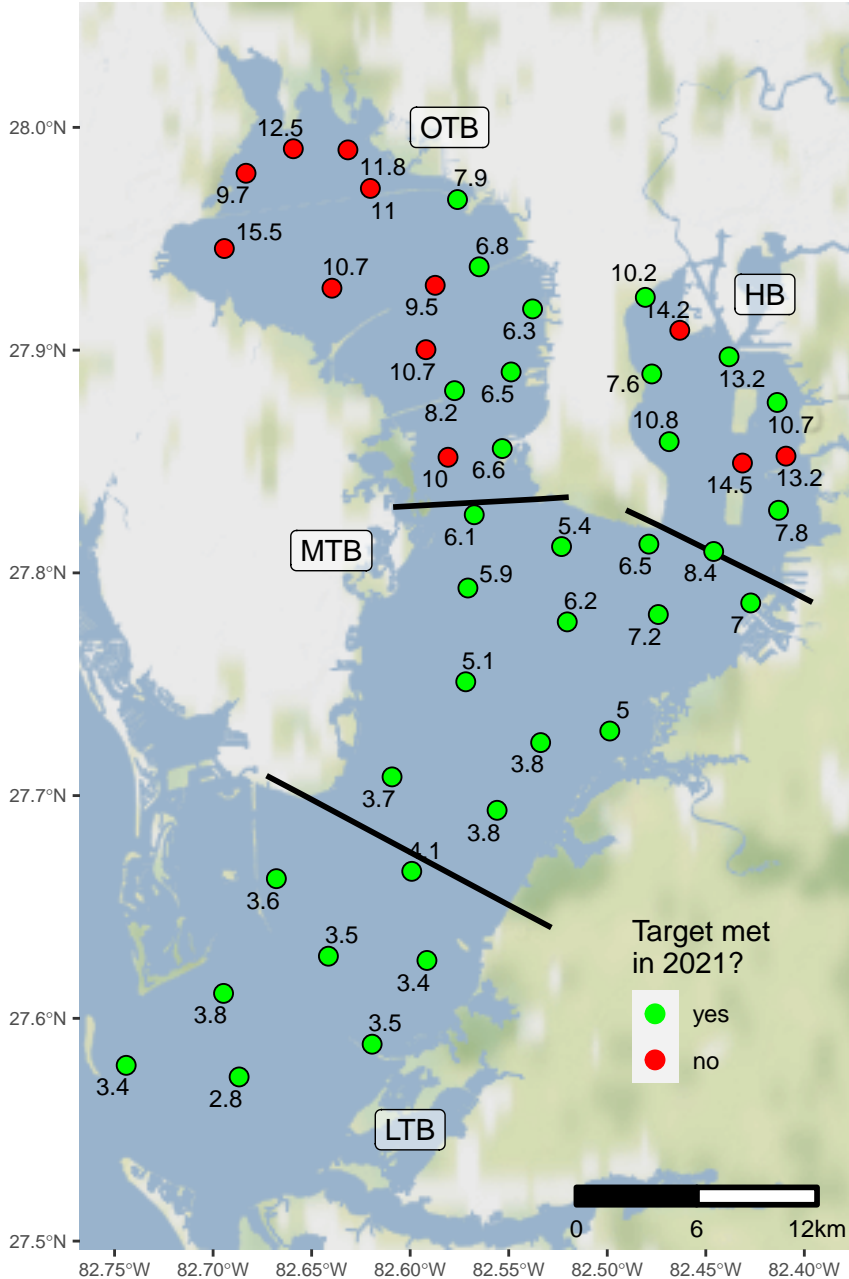 28.0°N
27.9°N
27.8°N
27.7°N
27.6°N
27.5°N
OTB
12.5
11.8
9.7
11
7.9
15.5
6.8
10.7
9.5
6.3
10.7
6.5
8.2
6.6
10
HB
10.2
14.2
13.2
7.6
10.7
10.8
14.5
13.2
7.8
MTB
6.1
5.4
6.5
8.4
5.9
6.2
7.2
7
5.1
5
3.8
3.7
3.8
4.1
3.6
3.5
3.4
3.8
3.5
3.4
2.8
LTB
Target met
in 2021?
yes
no
0 6 12km
82.75°W 82.70°W 82.65°W 82.60°W 82.55°W 82.50°W 82.45°W 82.40°W